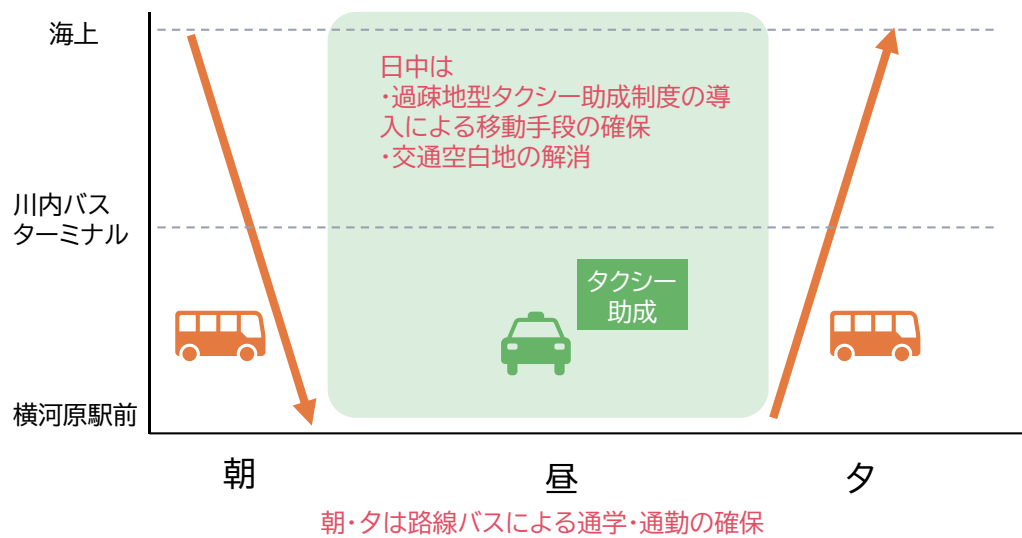 海上
日中は
・過疎地型タクシー助成制度の導
入による移動手段の確保
・交通空白地の解消
川内バス
ターミナル
タクシー
助成
横河原駅前
朝
昼
夕
朝・夕は路線バスによる通学・通勤の確保